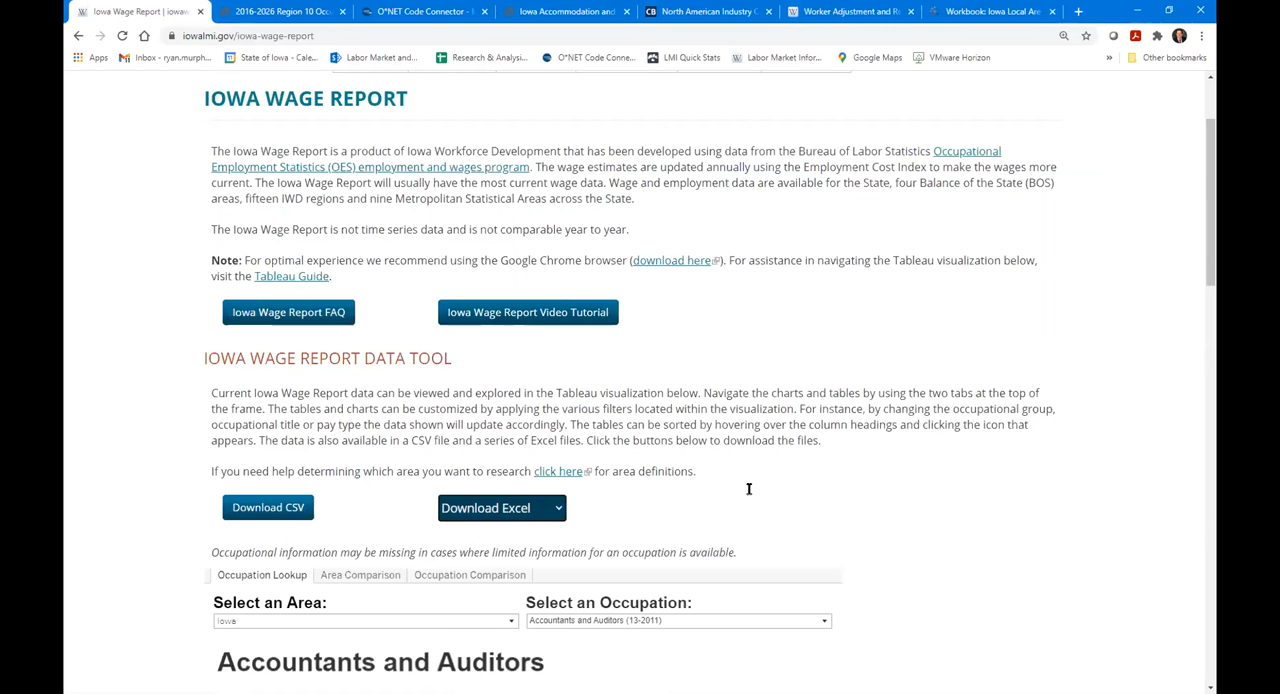 Iowa Wage Report | iowaw
2016-2026 Region 10 Occu
O*NET Code Connector -
Iowa Accommodation and
North American Industry C
Worker Adjustment and Re
Workbook: Iowa Local Are
iowalmi.gov/iowa-wage-report
Apps
Inbox - ryan.murph...
State of Iowa - Cale...
Labor Market and...
Research & Analysi...
O*NET Code Conne...
LMI Quick Stats
Labor Market Infor...
Google Maps
VMware Horizon
»
Other bookmarks
IOWA WAGE REPORT
The Iowa Wage Report is a product of Iowa Workforce Development that has been developed using data from the Bureau of Labor Statistics Occupational
Employment Statistics (OES) employment and wages program. The wage estimates are updated annually using the Employment Cost Index to make the wages more
current. The Iowa Wage Report will usually have the most current wage data. Wage and employment data are available for the State, four Balance of the State (BOS)
areas, fifteen IWD regions and nine Metropolitan Statistical Areas across the State.
The Iowa Wage Report is not time series data and is not comparable year to year.
Note: For optimal experience we recommend using the Google Chrome browser (download here). For assistance in navigating the Tableau visualization below,
visit the Tableau Guide.
Iowa Wage Report FAQ
Iowa Wage Report Video Tutorial
IOWA WAGE REPORT DATA TOOL
Current Iowa Wage Report data can be viewed and explored in the Tableau visualization below. Navigate the charts and tables by using the two tabs at the top of
the frame. The tables and charts can be customized by applying the various filters located within the visualization. For instance, by changing the occupational group,
occupational title or pay type the data shown will update accordingly. The tables can be sorted by hovering over the column headings and clicking the icon that
appears. The data is also available in a CSV file and a series of Excel files. Click the buttons below to download the files.
If you need help determining which area you want to research click here for area definitions.
Download CSV
Download Excel
Occupational information may be missing in cases where limited information for an occupation is available.
Occupation Lookup
Area Comparison
Occupation Comparison
Select an Area:
Select an Occupation:
Iowa
Accountants and Auditors (13-2011)
Accountants and Auditors